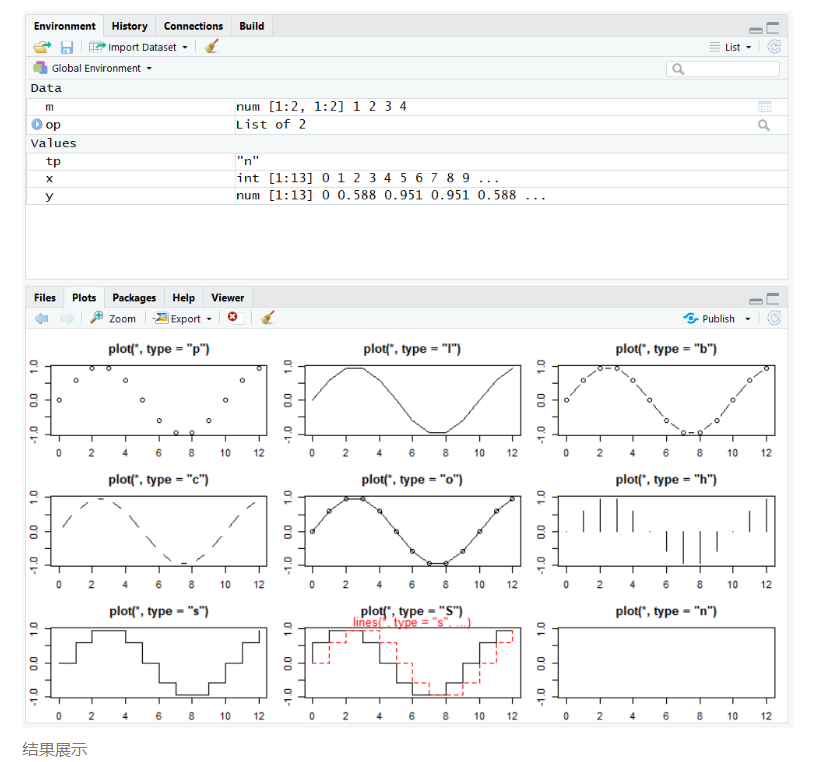 Environment History Connections Build
Import Dataset List
Global Environment
Data
m num [1:2, 1:2] 1 2 3 4
op List of 2
Values
tp "n"
x int [1:13] 0 1 2 3 4 5 6 7 8 9 ...
y num [1:13] 0 0.588 0.951 0.951 0.588 ...
Files Plots Packages Help Viewer
Zoom Export Publish
plot(*, type = "p") plot(*, type = "l") plot(*, type = "b")
1.0 1.0 1.0
0.0 0.0 0.0
-1.0 -1.0 -1.0
0 2 4 6 8 10 12 0 2 4 6 8 10 12 0 2 4 6 8 10 12
plot(*, type = "c") plot(*, type = "o") plot(*, type = "h")
1.0 1.0 1.0
0.0 0.0 0.0
-1.0 -1.0 -1.0
0 2 4 6 8 10 12 0 2 4 6 8 10 12 0 2 4 6 8 10 12
plot(*, type = "s") plot(*, type = "S") plot(*, type = "n")
lines(*, type = "s", ...)
1.0 1.0 1.0
0.0 0.0 0.0
-1.0 -1.0 -1.0
0 2 4 6 8 10 12 0 2 4 6 8 10 12 0 2 4 6 8 10 12
结果展示